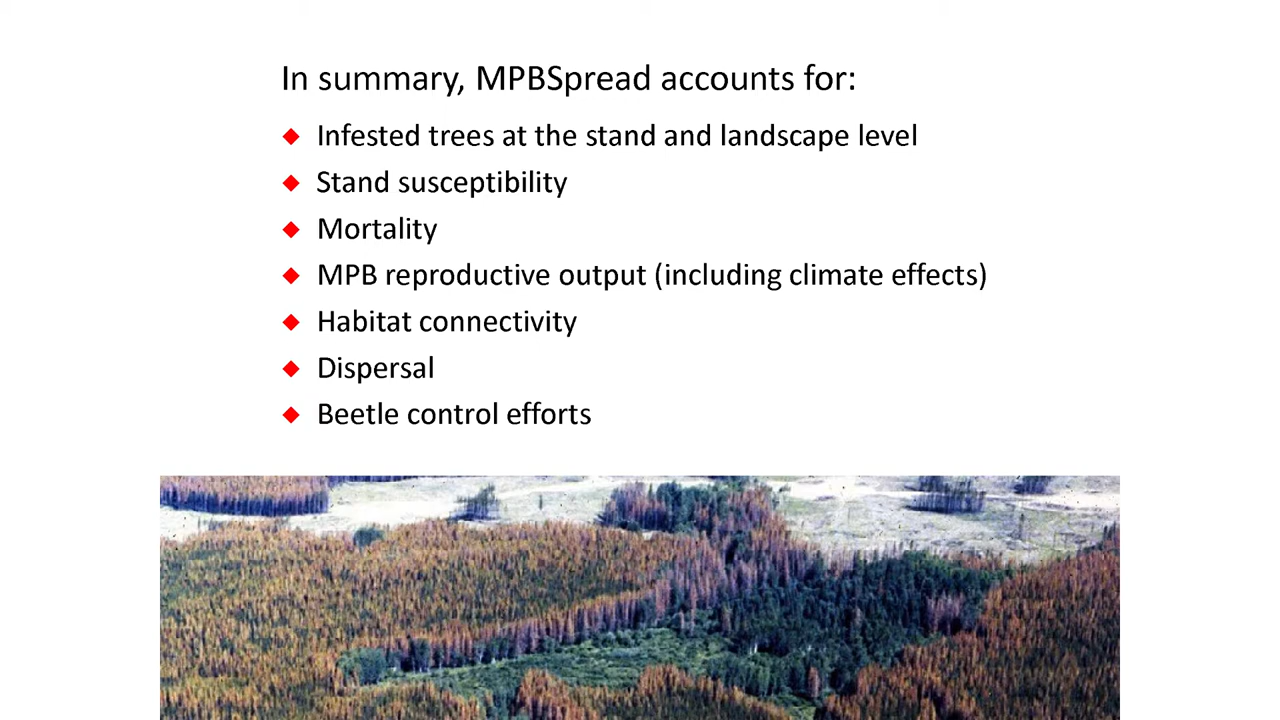 In summary, MPBSpread accounts for:
◆ Infested trees at the stand and landscape level
◆ Stand susceptibility
◆ Mortality
◆ MPB reproductive output (including climate effects)
◆ Habitat connectivity
◆ Dispersal
◆ Beetle control efforts